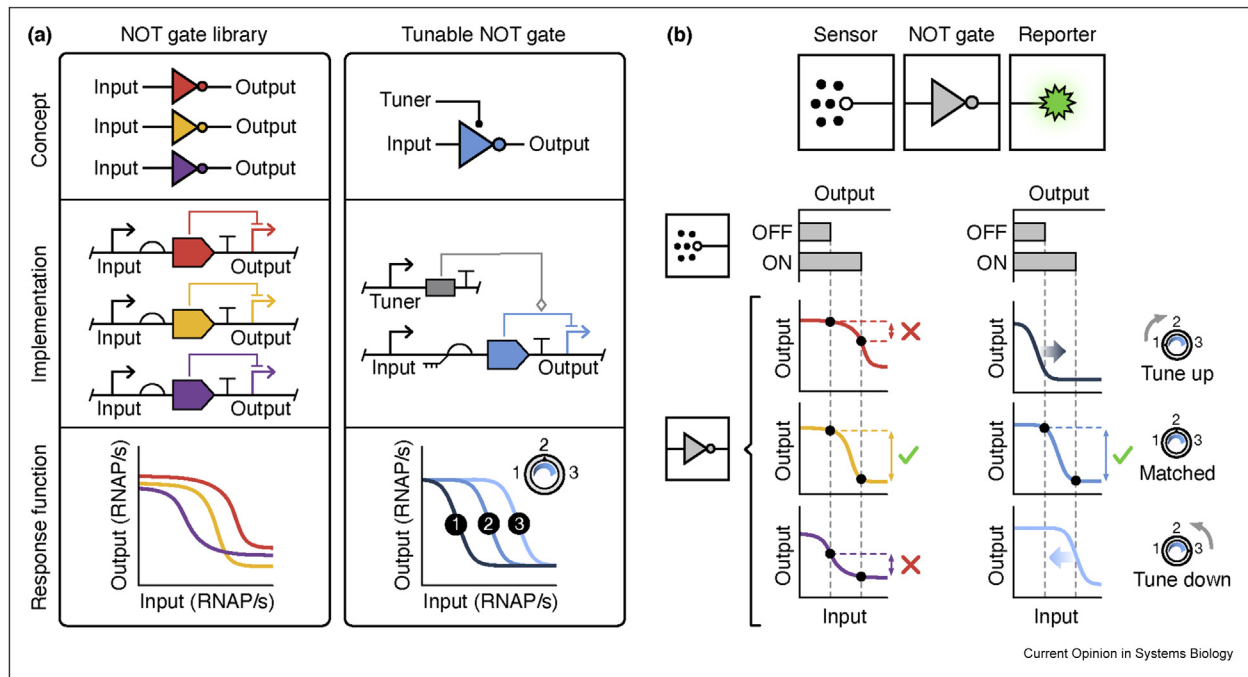 (a)
NOT gate library
Tunable NOT gate
Concept
Input
Output
Input
Output
Input
Output
Tuner
Input
Output
Implementation
Input
Output
Input
Output
Input
Output
Tuner
Input
Output
Response function
Output (RNAP/s)
Input (RNAP/s)
Output (RNAP/s)
1
2
3
1
2
3
Input (RNAP/s)
(b)
Sensor
NOT gate
Reporter
Output
OFF
ON
Output
OFF
ON
Output
Output
1
2
3
Tune up
Output
Output
1
2
3
Matched
Output
Output
1
2
3
Tune down
Input
Input
Current Opinion in Systems Biology